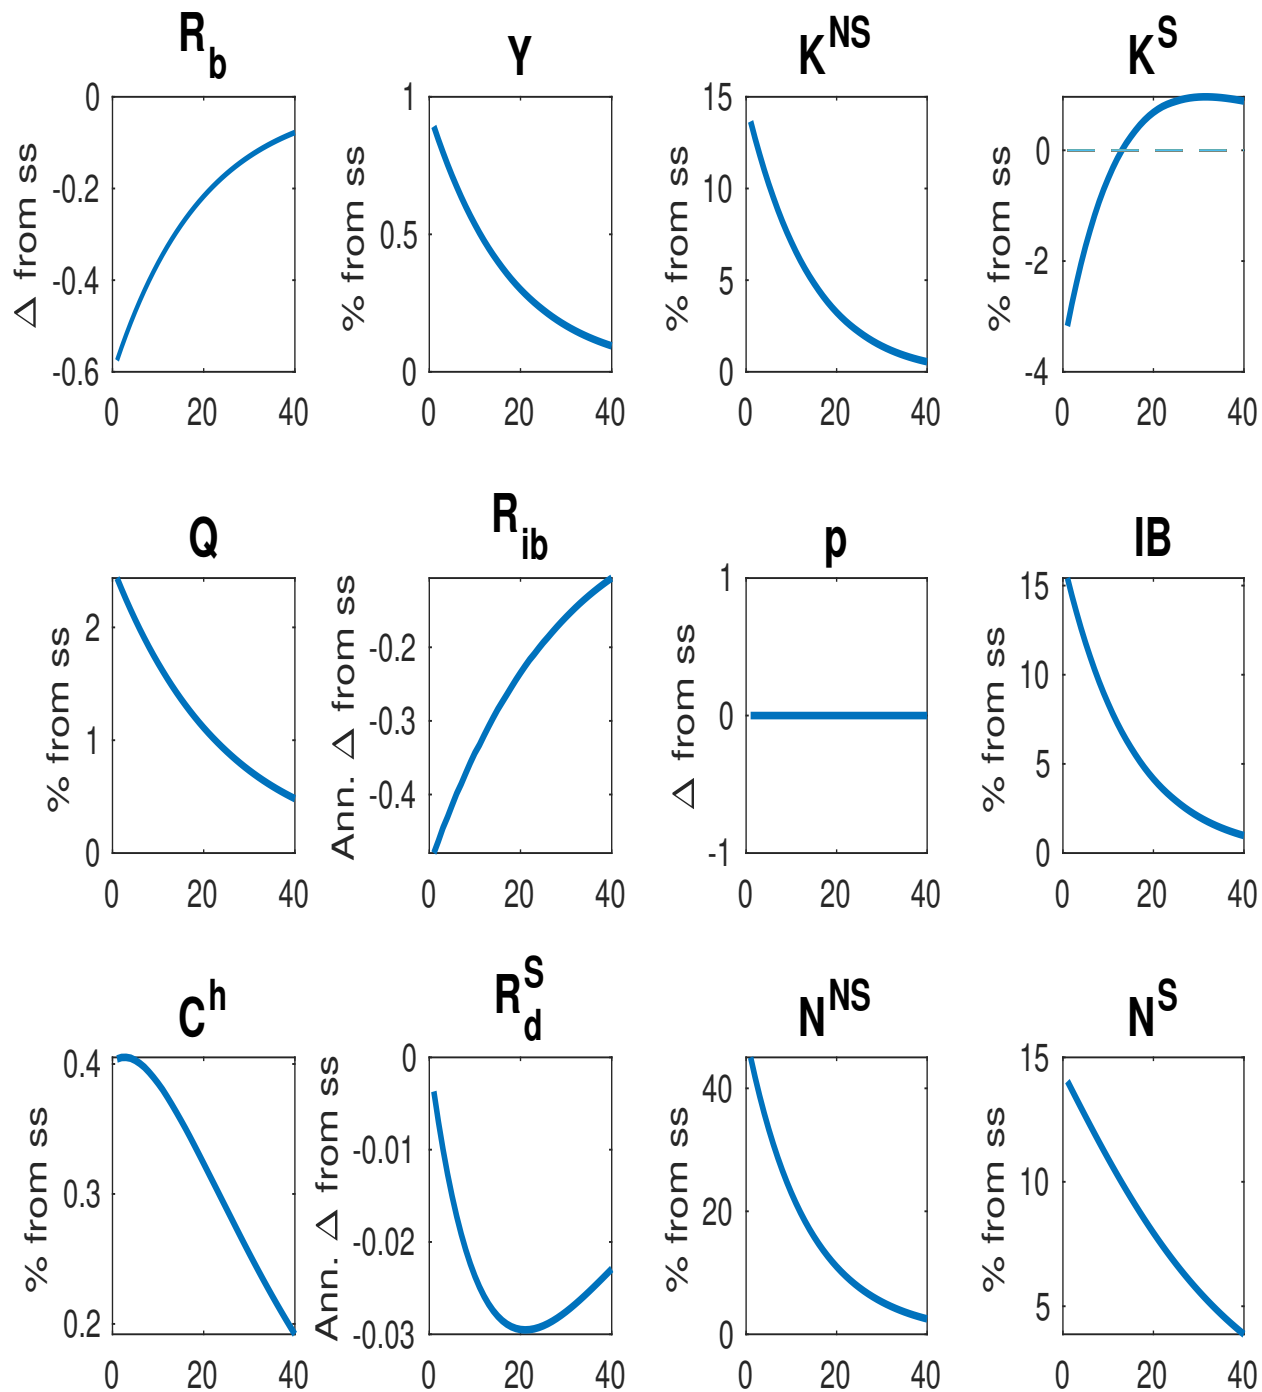 R_b
Δ from ss
0
-0.2
-0.4
-0.6
0 20 40
Y
% from ss
1
0.5
0
0 20 40
K^NS
% from ss
15
10
5
0
0 20 40
K^S
% from ss
0
-2
-4
0 20 40
Q
% from ss
2
1
0
0 20 40
R_ib
Ann. Δ from ss
-0.2
-0.3
-0.4
0 20 40
p
Δ from ss
1
0
-1
0 20 40
IB
% from ss
15
10
5
0
0 20 40
C^h
% from ss
0.4
0.3
0.2
0 20 40
R_d^S
Ann. Δ from ss
0
-0.01
-0.02
-0.03
0 20 40
N^NS
% from ss
40
20
0
0 20 40
N^S
% from ss
15
10
5
0 20 40